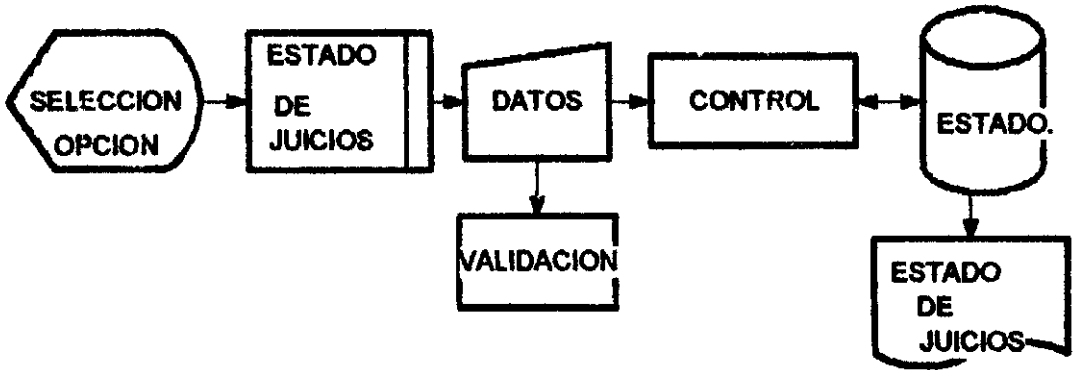 SELECCION
OPCION
ESTADO
DE
JUICIOS
DATOS
CONTROL
ESTADO.
VALIDACION
ESTADO
DE
JUICIOS